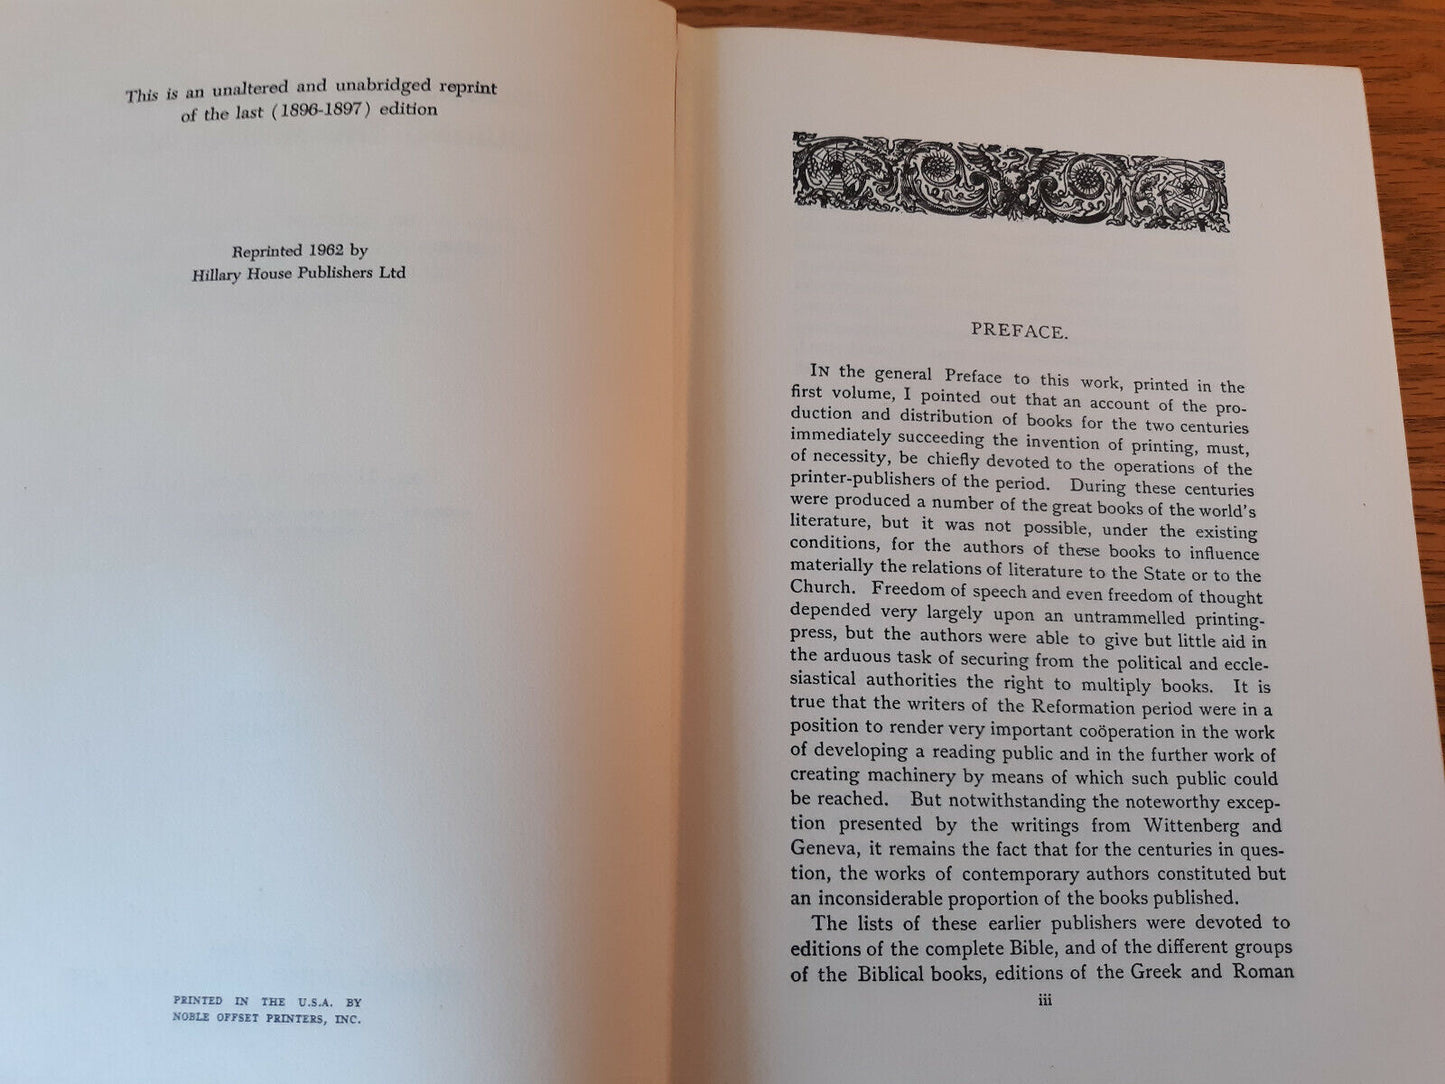 This is an unaltered and unabridged reprint
of the last (1896-1897) edition
Reprinted 1962 by
Hillary House Publishers Ltd
PRINTED IN THE U.S.A. BY
NOBLE OFFSET PRINTERS, INC.
PREFACE.
IN the general Preface to this work, printed in the
first volume, I pointed out that an account of the pro-
duction and distribution of books for the two centuries
immediately succeeding the invention of printing, must,
of necessity, be chiefly devoted to the operations of the
printer-publishers of the period. During these centuries
were produced a number of the great books of the world's
literature, but it was not possible, under the existing
conditions, for the authors of these books to influence
materially the relations of literature to the State or to the
Church. Freedom of speech and even freedom of thought
depended very largely upon an untrammelled printing-
press, but the authors were able to give but little aid in
the arduous task of securing from the political and eccle-
siastical authorities the right to multiply books. It is
true that the writers of the Reformation period were in a
position to render very important coöperation in the work
of developing a reading public and in the further work of
creating machinery by means of which such public could
be reached. But notwithstanding the noteworthy excep-
tion presented by the writings from Wittenberg and
Geneva, it remains the fact that for the centuries in ques-
tion, the works of contemporary authors constituted but
an inconsiderable proportion of the books published.
The lists of these earlier publishers were devoted to
editions of the complete Bible, and of the different groups
of the Biblical books, editions of the Greek and Roman
iii